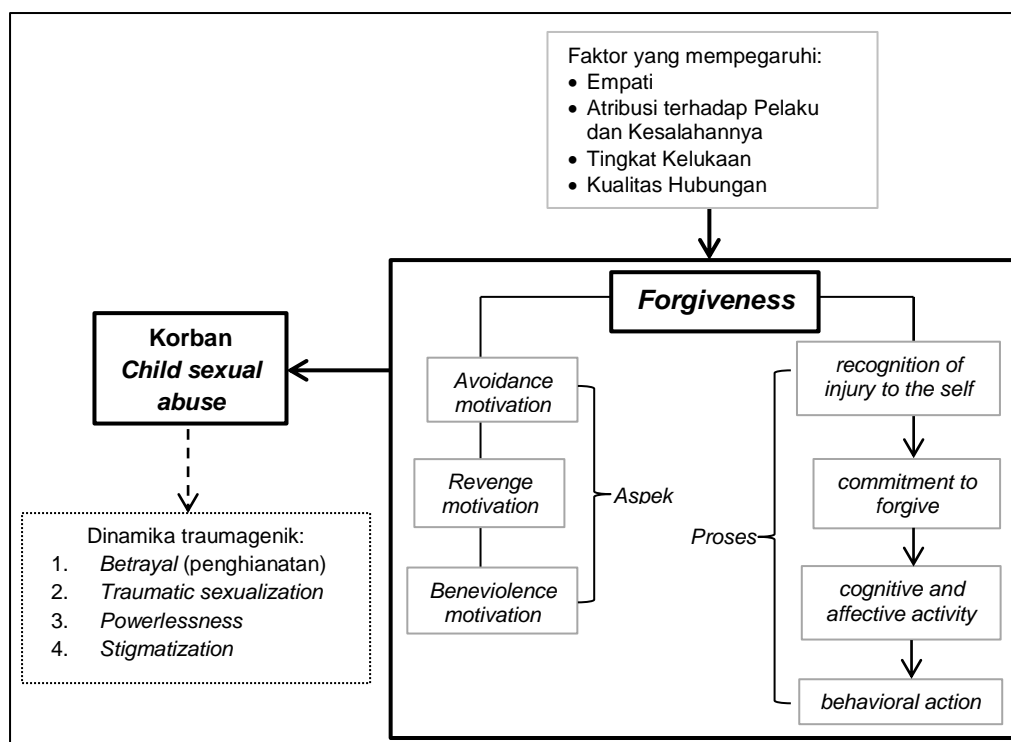 Faktor yang mempegaruhi:
• Empati
• Atribusi terhadap Pelaku
dan Kesalahannya
• Tingkat Kelukaan
• Kualitas Hubungan
Forgiveness
Korban
Child sexual
abuse
Avoidance
motivation
Revenge
motivation
Beneviolence
motivation
Aspek
Proses
recognition of
injury to the self
commitment to
forgive
cognitive and
affective activity
behavioral action
Dinamika traumagenik:
1. Betrayal (penghianatan)
2. Traumatic sexualization
3. Powerlessness
4. Stigmatization